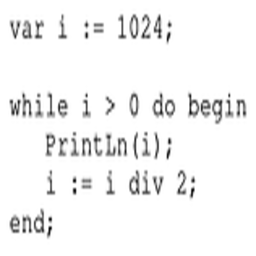 var i := 1024;
while i > 0 do begin
PrintLn(i);
i := i div 2;
end;